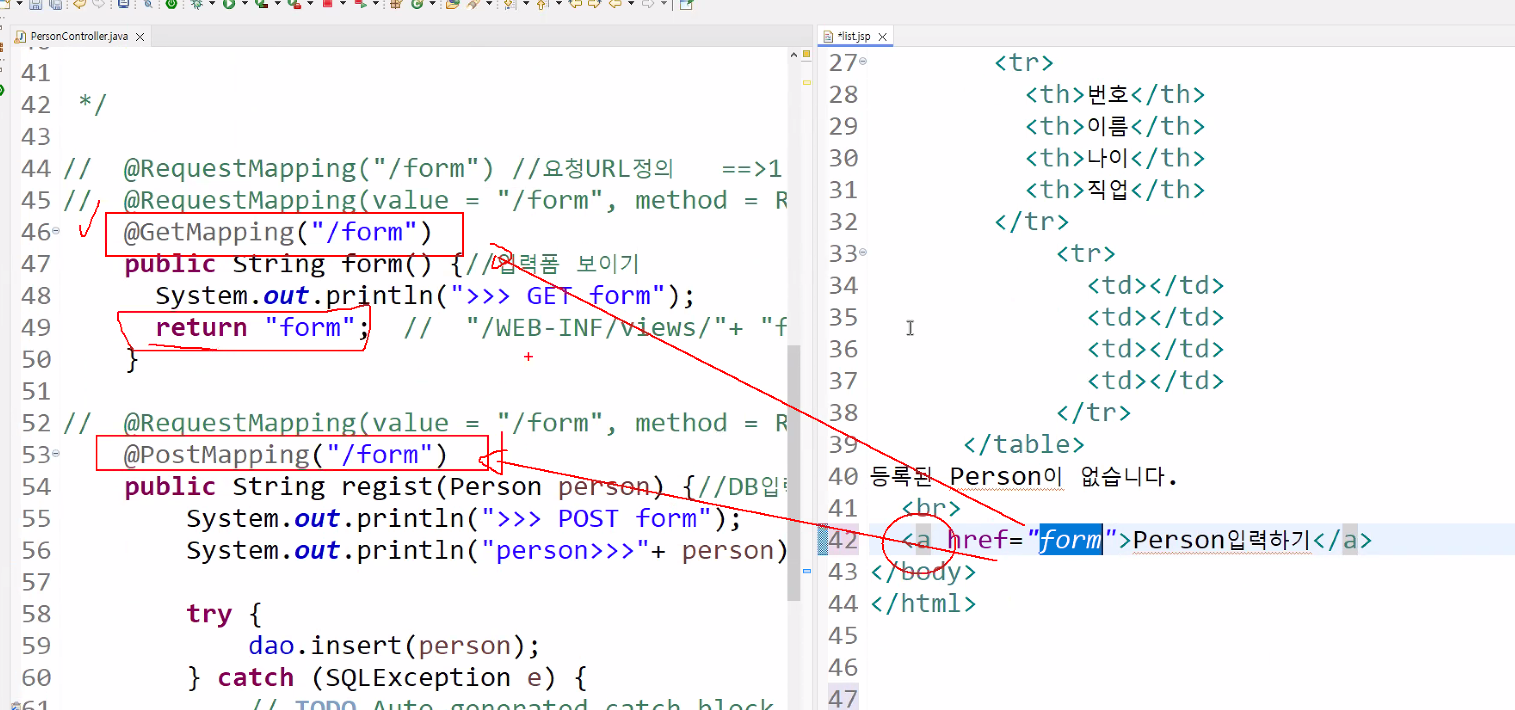 PersonController.java
41
42 */
43
44 // @RequestMapping("/form") //요청URL정의 ==>1
45 // @RequestMapping(value = "/form", method = R
46 @GetMapping("/form")
47 public String form() {//입력폼 보이기
48 System.out.println(">>> GET form");
49 return "form"; // "/WEB-INF/views/"+ "f
50 }
51
52 // @RequestMapping(value = "/form", method = R
53 @PostMapping("/form")
54 public String regist(Person person) {//DB입력
55 System.out.println(">>> POST form");
56 System.out.println("person>>>"+ person)
57
58 try {
59 dao.insert(person);
60 } catch (SQLException e) {
61 // TODO Auto-generated catch block
*list.jsp
27 <tr>
28 <th>번호</th>
29 <th>이름</th>
30 <th>나이</th>
31 <th>직업</th>
32 </tr>
33 <tr>
34 <td></td>
35 <td></td>
36 <td></td>
37 <td></td>
38 </tr>
39 </table>
40 등록된 Person이 없습니다.
41 <br>
42 <a href="form">Person입력하기</a>
43 </body>
44 </html>
45
46
47